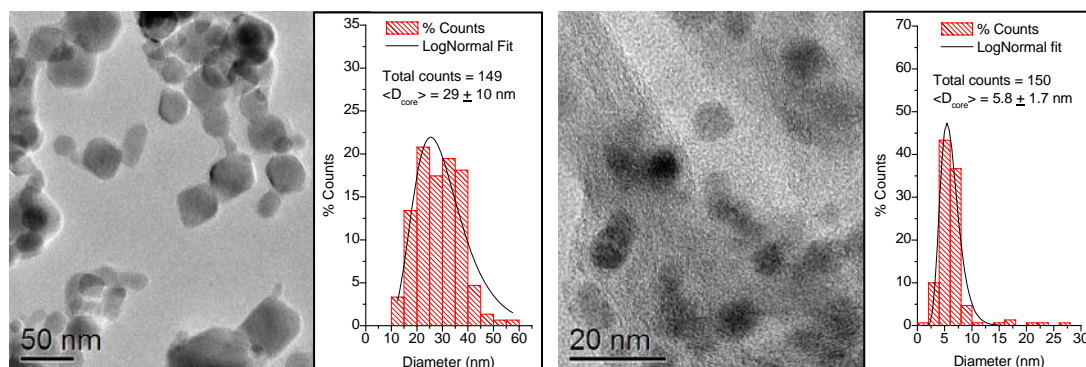 50 nm
% Counts
LogNormal Fit
Total counts = 149
<D_core> = 29 ± 10 nm
35
30
25
20
15
10
5
0
% Counts
0 10 20 30 40 50 60
Diameter (nm)
20 nm
% Counts
LogNormal fit
Total counts = 150
<D_core> = 5.8 ± 1.7 nm
70
60
50
40
30
20
10
0
% Counts
0 5 10 15 20 25 30
Diameter (nm)